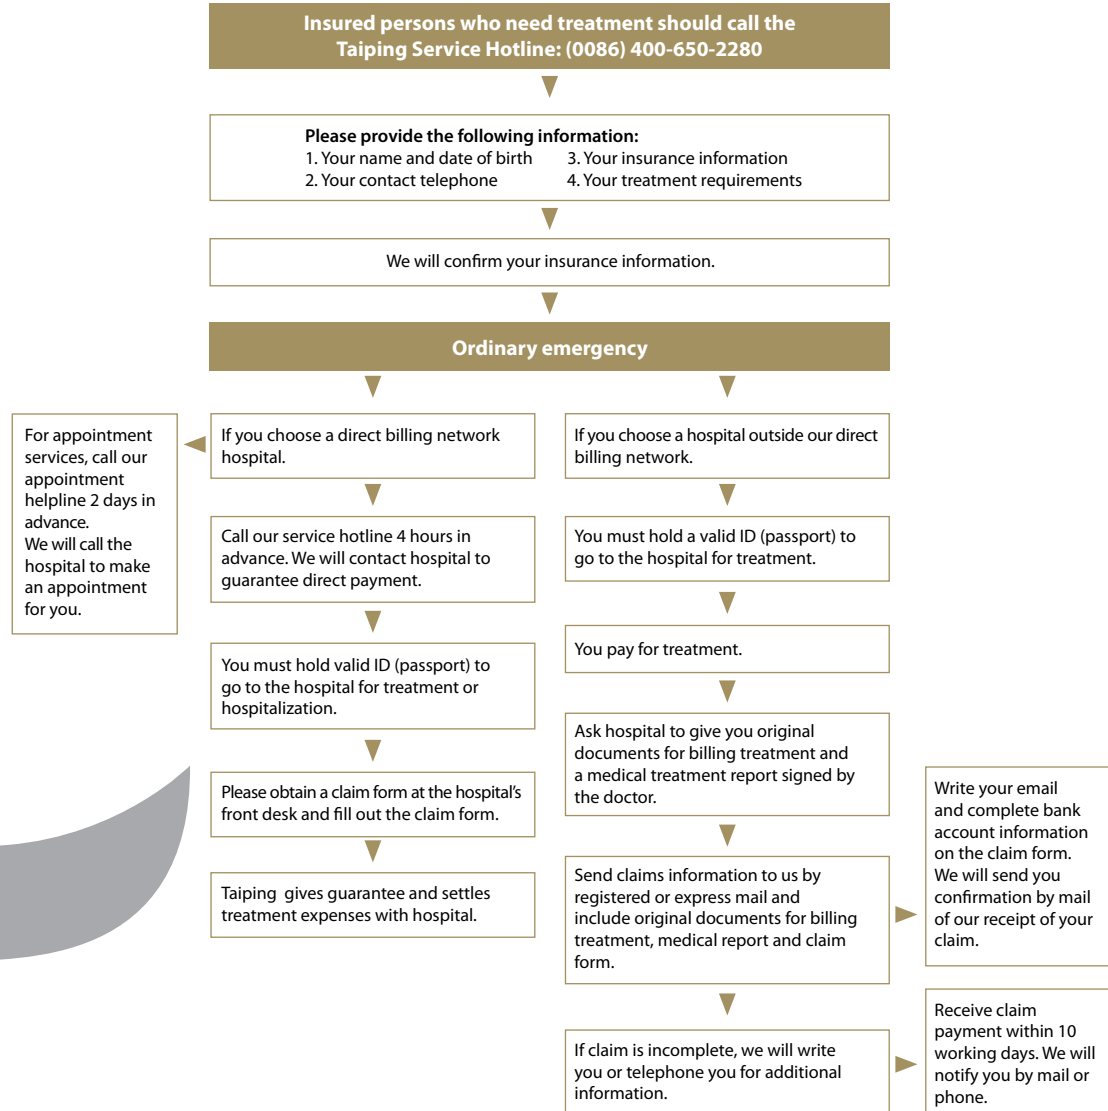 Insured persons who need treatment should call the
Taiping Service Hotline: (0086) 400-650-2280
Please provide the following information:
1. Your name and date of birth
2. Your contact telephone
3. Your insurance information
4. Your treatment requirements
We will confirm your insurance information.
Ordinary emergency
For appointment
services, call our
appointment
helpline 2 days in
advance.
We will call the
hospital to make
an appointment
for you.
If you choose a direct billing network
hospital.
Call our service hotline 4 hours in
advance. We will contact hospital to
guarantee direct payment.
You must hold valid ID (passport) to
go to the hospital for treatment or
hospitalization.
Please obtain a claim form at the hospital's
front desk and fill out the claim form.
Taiping gives guarantee and settles
treatment expenses with hospital.
If you choose a hospital outside our direct
billing network.
You must hold a valid ID (passport) to
go to the hospital for treatment.
You pay for treatment.
Ask hospital to give you original
documents for billing treatment and
a medical treatment report signed by
the doctor.
Send claims information to us by
registered or express mail and
include original documents for billing
treatment, medical report and claim
form.
Write your email
and complete bank
account information
on the claim form.
We will send you
confirmation by mail
of our receipt of your
claim.
If claim is incomplete, we will write
you or telephone you for additional
information.
Receive claim
payment within 10
working days. We will
notify you by mail or
phone.